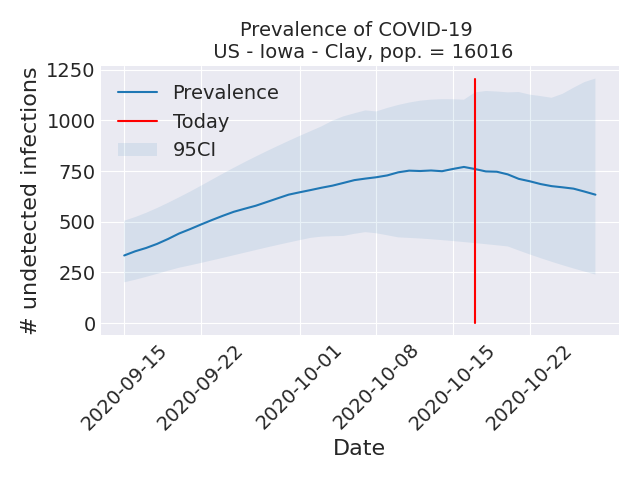 Prevalence of COVID-19
US - Iowa - Clay, pop. = 16016
# undetected infections
1250
1000
750
500
250
0
Prevalence
Today
95CI
2020-09-15
2020-09-22
2020-10-01
2020-10-08
2020-10-15
2020-10-22
Date